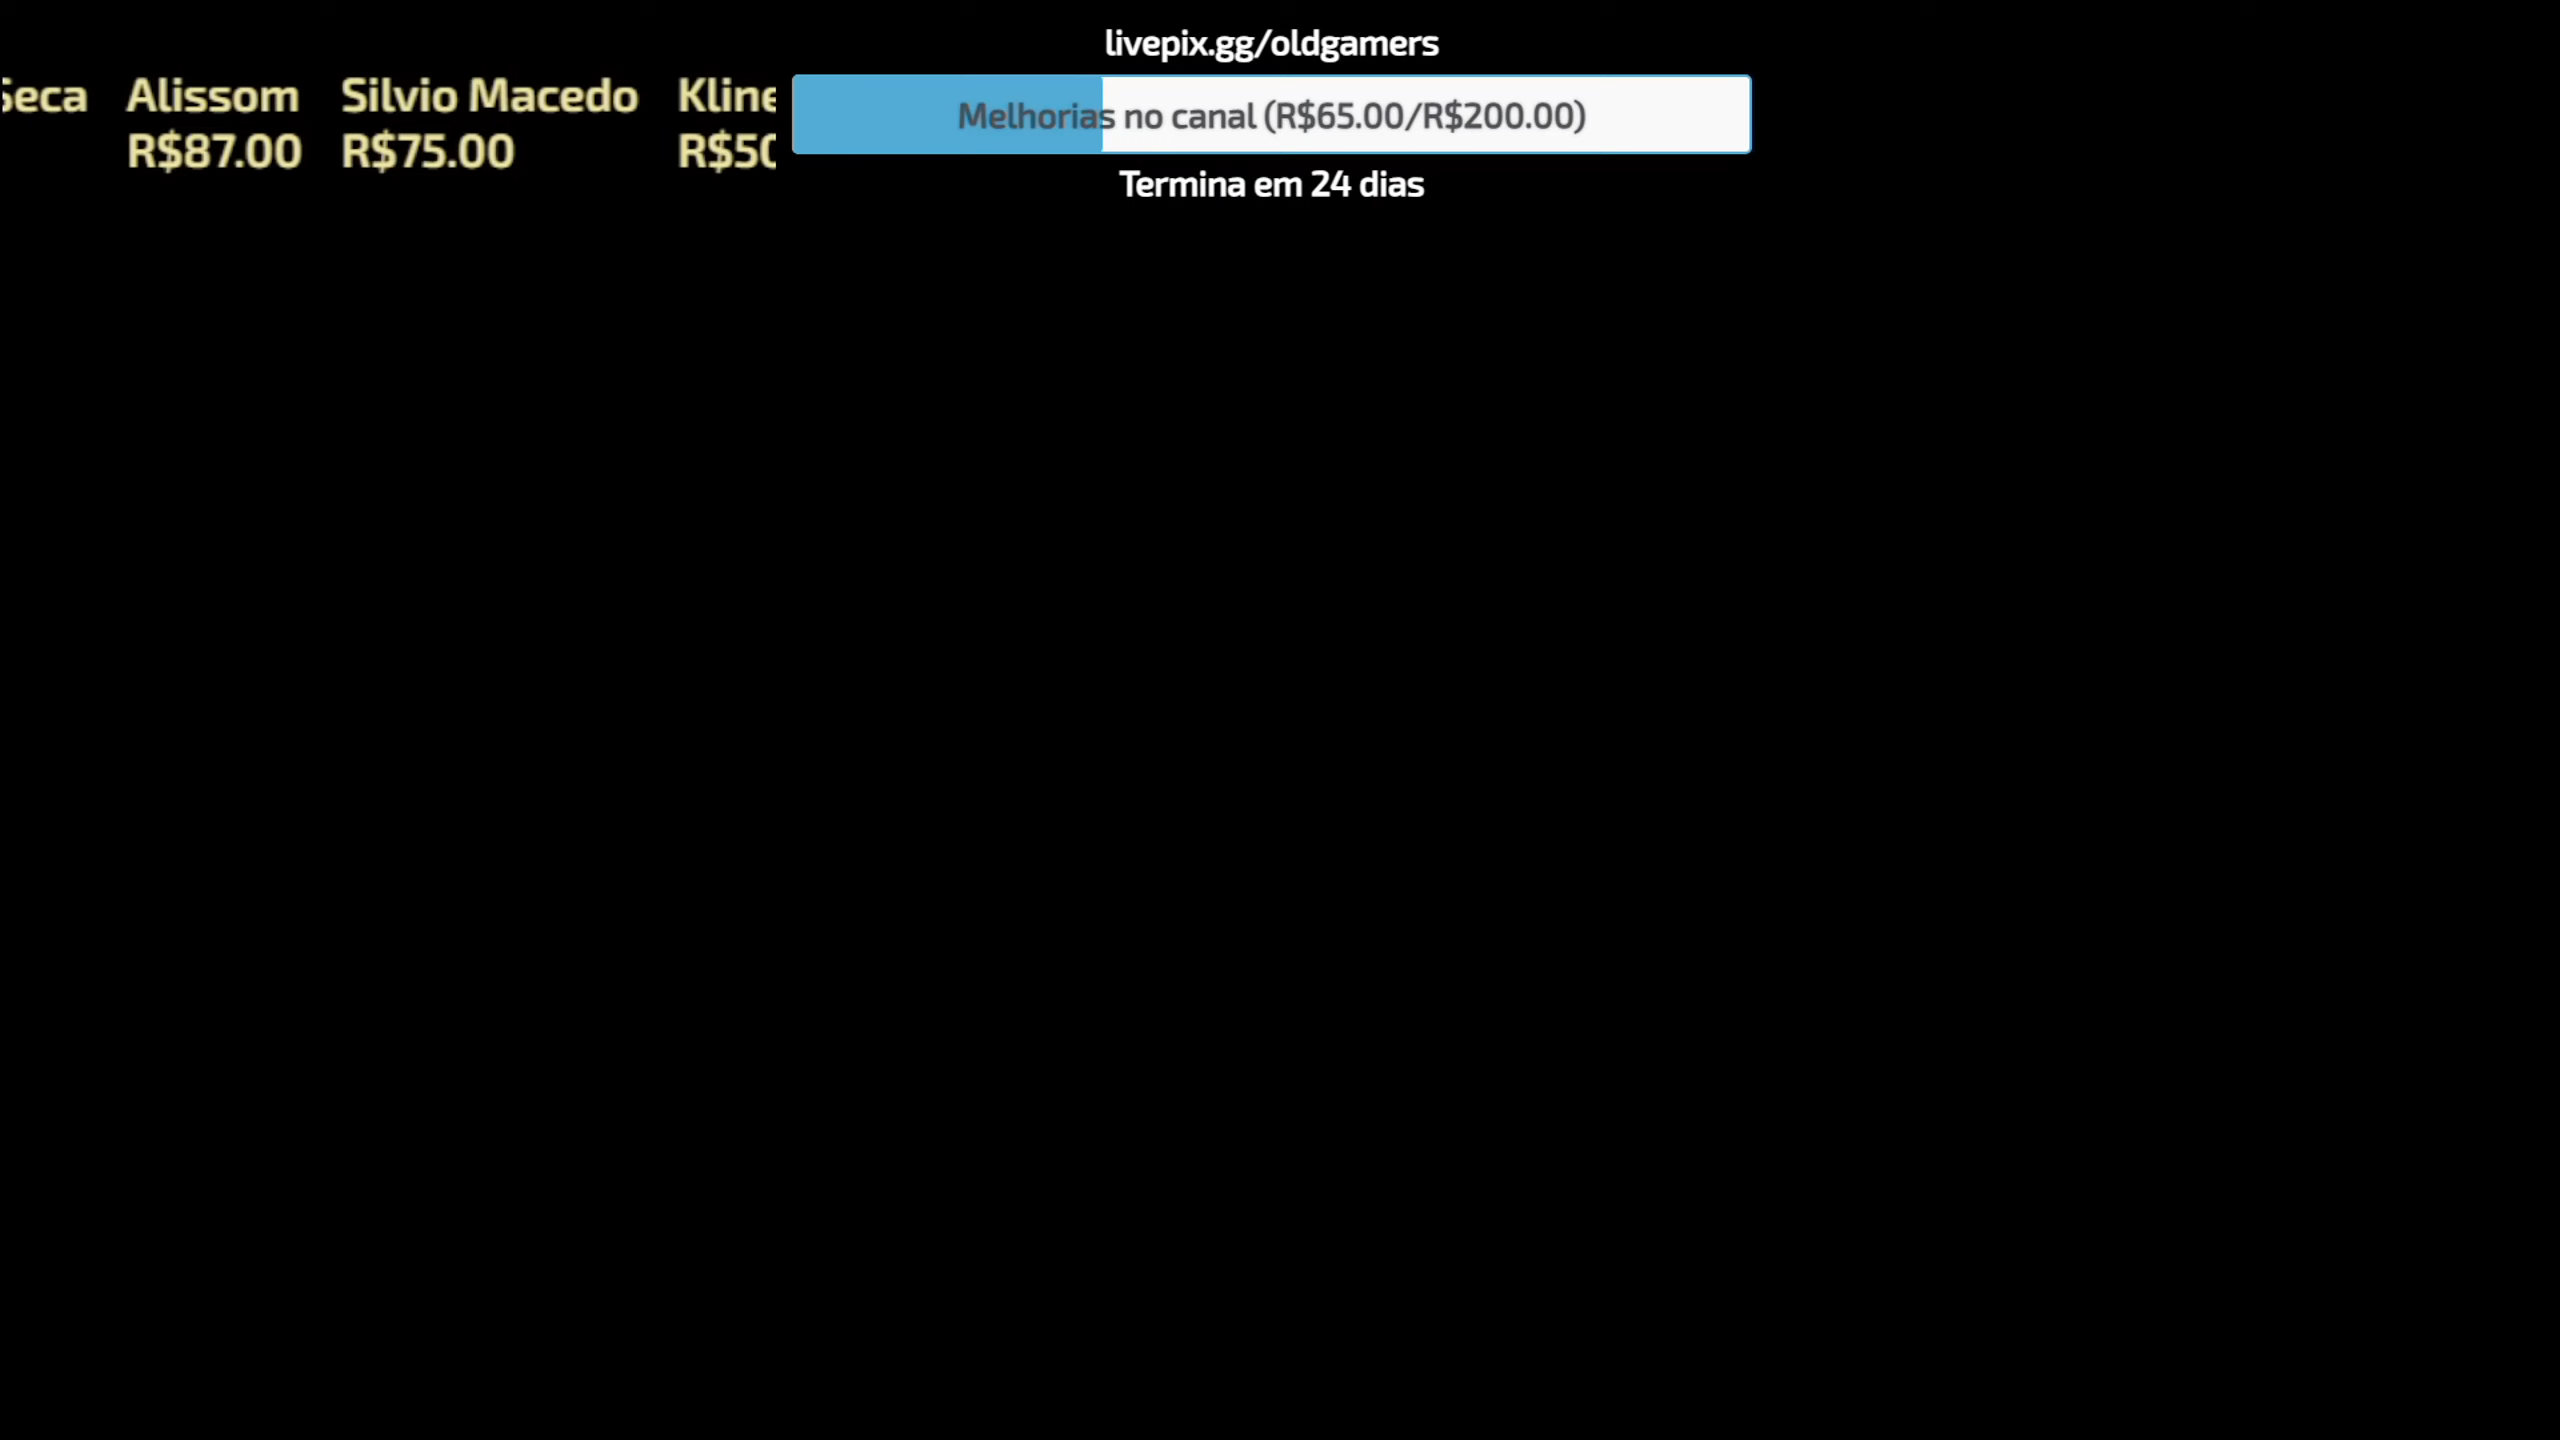 livepix.gg/oldgamers
Seca Alissom Silvio Macedo
R$87.00 R$75.00
Melhorias no canal (R$65.00/R$200.00)
Termina em 24 dias